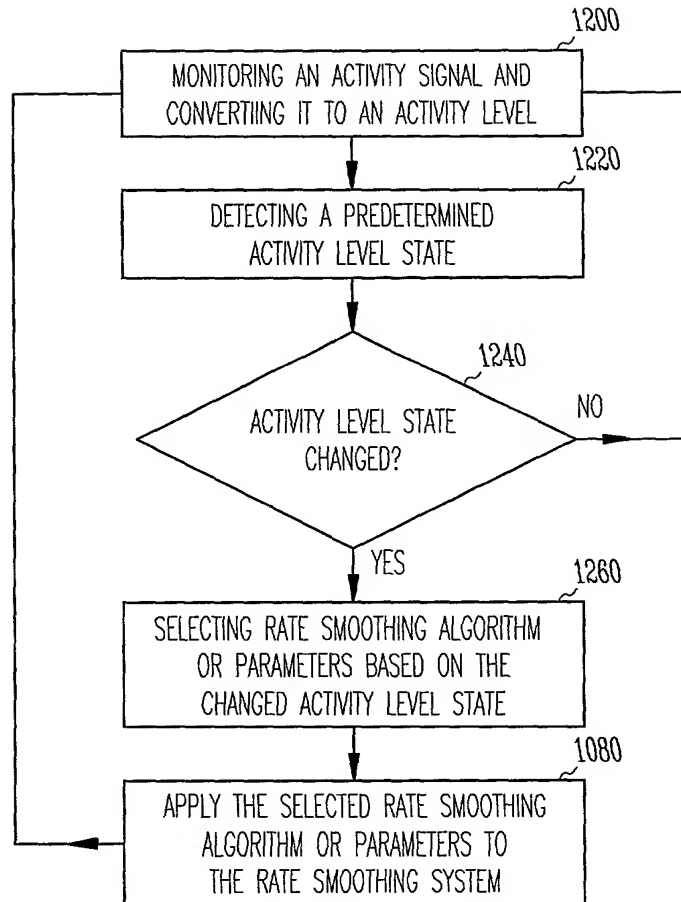 1200
MONITORING AN ACTIVITY SIGNAL AND
CONVERTIING IT TO AN ACTIVITY LEVEL
1220
DETECTING A PREDETERMINED
ACTIVITY LEVEL STATE
1240
ACTIVITY LEVEL STATE
CHANGED?
NO
YES
1260
SELECTING RATE SMOOTHING ALGORITHM
OR PARAMETERS BASED ON THE
CHANGED ACTIVITY LEVEL STATE
1080
APPLY THE SELECTED RATE SMOOTHING
ALGORITHM OR PARAMETERS TO
THE RATE SMOOTHING SYSTEM